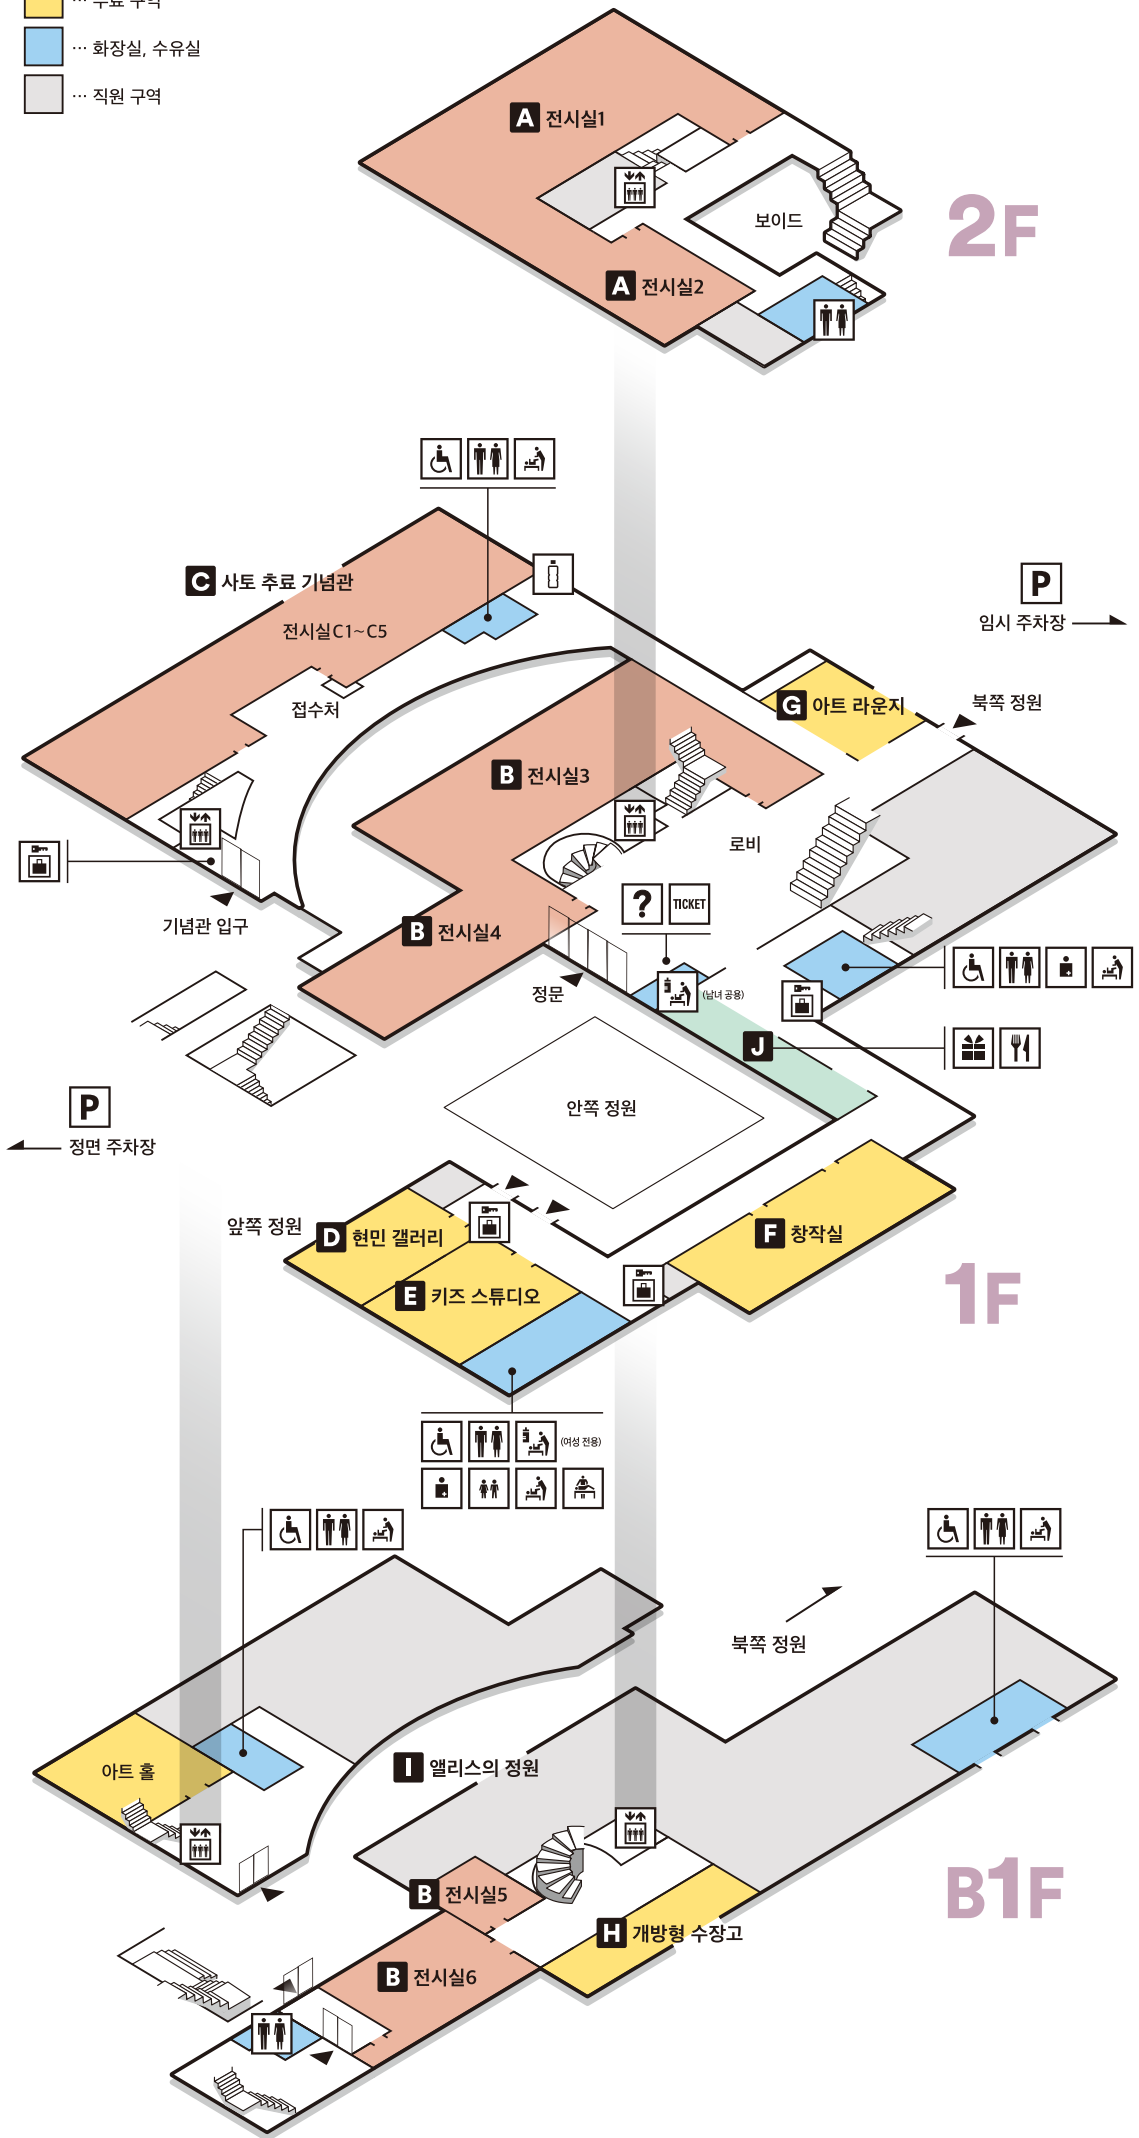 … 무료 구역
… 화장실, 수유실
… 직원 구역
A 전시실1
보이드
2F
A 전시실2
C 사토 추료 기념관
전시실C1~C5
P
임시 주차장
G 아트 라운지
북쪽 정원
접수처
B 전시실3
로비
? TICKET
기념관 입구
B 전시실4
정문
(남녀 공용)
J
P
정면 주차장
안쪽 정원
앞쪽 정원
D 현민 갤러리
F 창작실
E 키즈 스튜디오
1F
(여성 전용)
북쪽 정원
아트 홀
I 앨리스의 정원
B1F
B 전시실5
H 개방형 수장고
B 전시실6